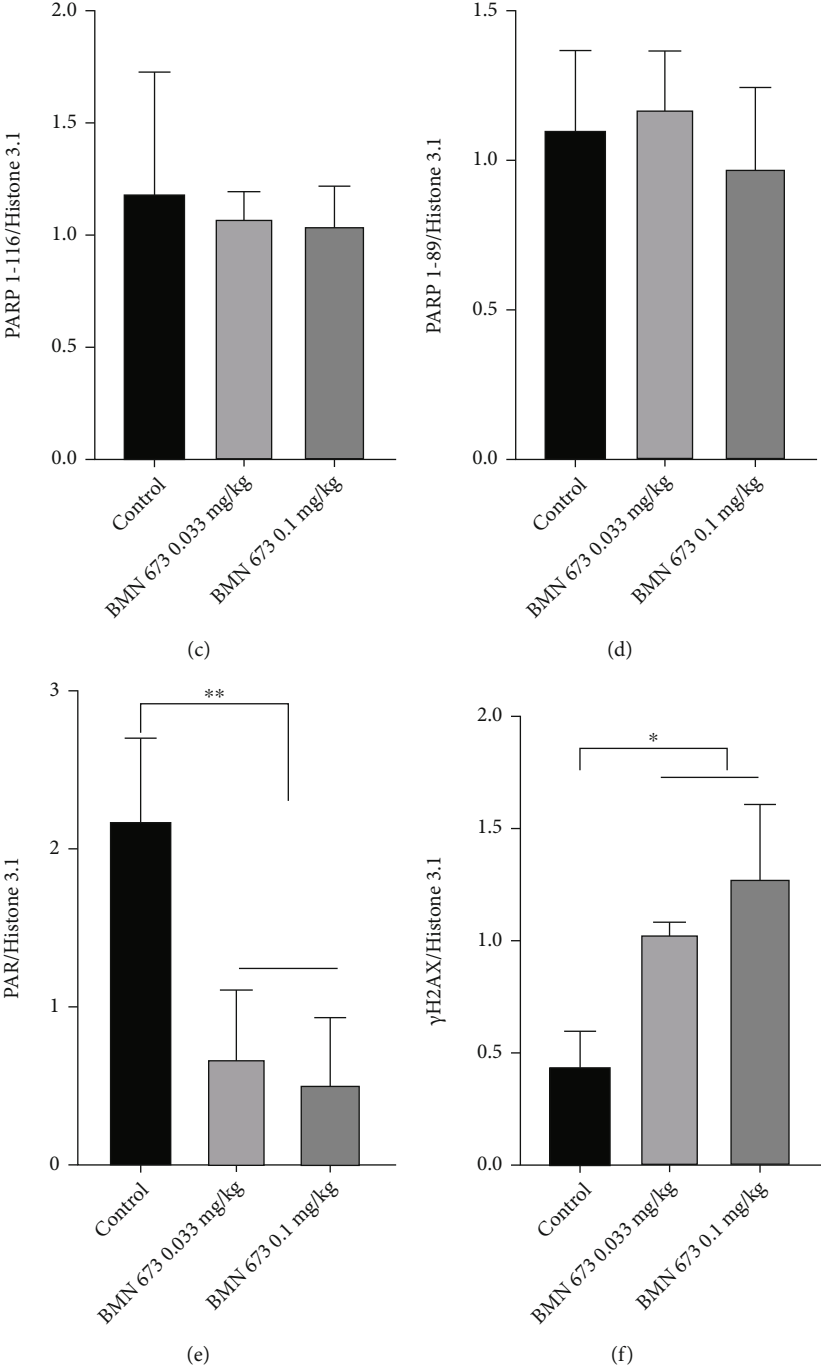 2.0
1.5
1.0
0.5
0.0
PARP 1-116/Histone 3.1
Control
BMN 673 0.033 mg/kg
BMN 673 0.1 mg/kg
(c)
1.5
1.0
0.5
0.0
PARP 1-89/Histone 3.1
Control
BMN 673 0.033 mg/kg
BMN 673 0.1 mg/kg
(d)
3
2
1
0
PAR/Histone 3.1
**
Control
BMN 673 0.033 mg/kg
BMN 673 0.1 mg/kg
(e)
2.0
1.5
1.0
0.5
0.0
γH2AX/Histone 3.1
*
Control
BMN 673 0.033 mg/kg
BMN 673 0.1 mg/kg
(f)